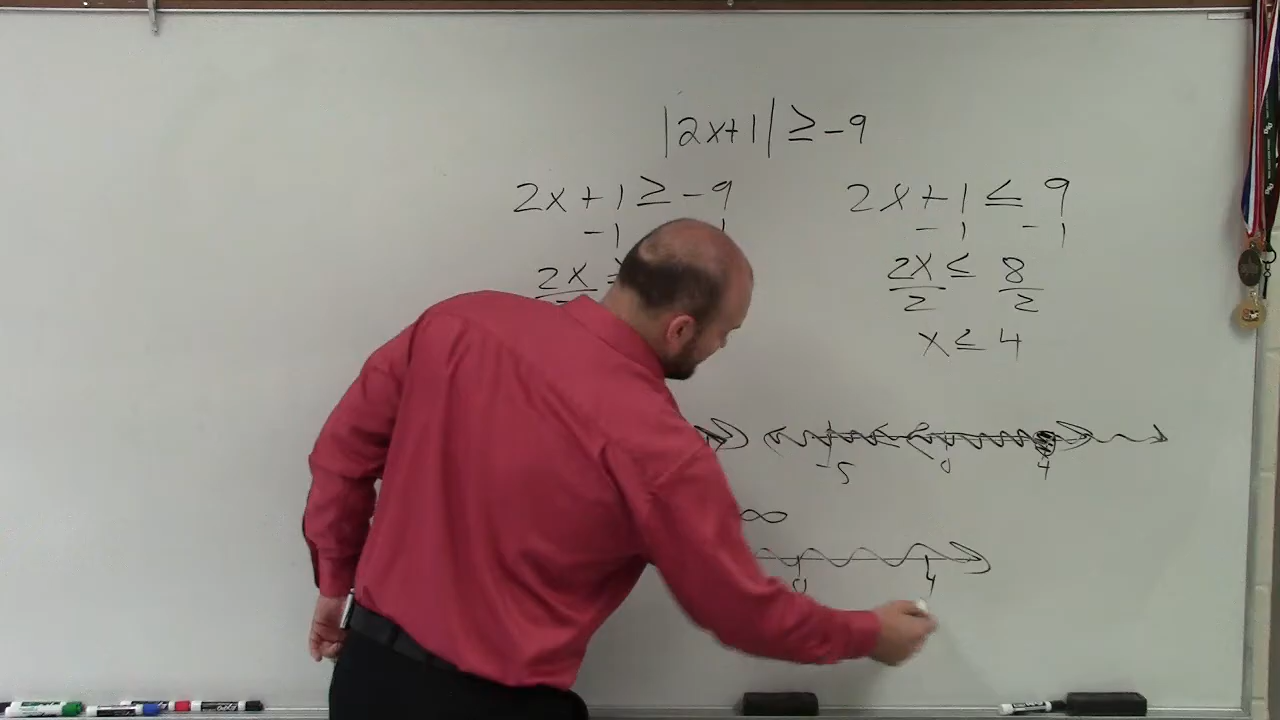 |2x+1| ≥ -9
2x+1 ≥ -9 2x+1 ≤ 9
-1 -1 -1
2x 2x ≤ 8
2 2
x ≤ 4
-5 0 4
∞
0 4